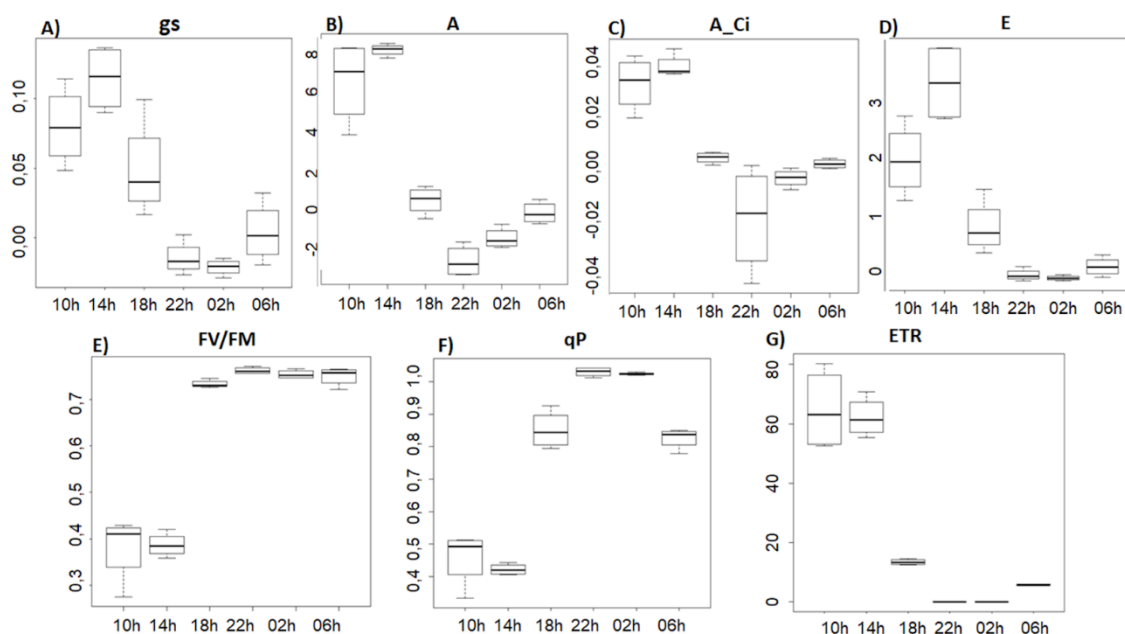 A) gs
0,10
0,05
0,00
10h 14h 18h 22h 02h 06h
B) A
8
6
4
2
0
-2
10h 14h 18h 22h 02h 06h
C) A_Ci
0,04
0,02
0,00
-0,02
-0,04
10h 14h 18h 22h 02h 06h
D) E
3
2
1
0
10h 14h 18h 22h 02h 06h
E) FV/FM
0,7
0,6
0,5
0,4
0,3
10h 14h 18h 22h 02h 06h
F) qP
1,0
0,9
0,8
0,7
0,6
0,5
0,4
10h 14h 18h 22h 02h 06h
G) ETR
80
60
40
20
0
10h 14h 18h 22h 02h 06h